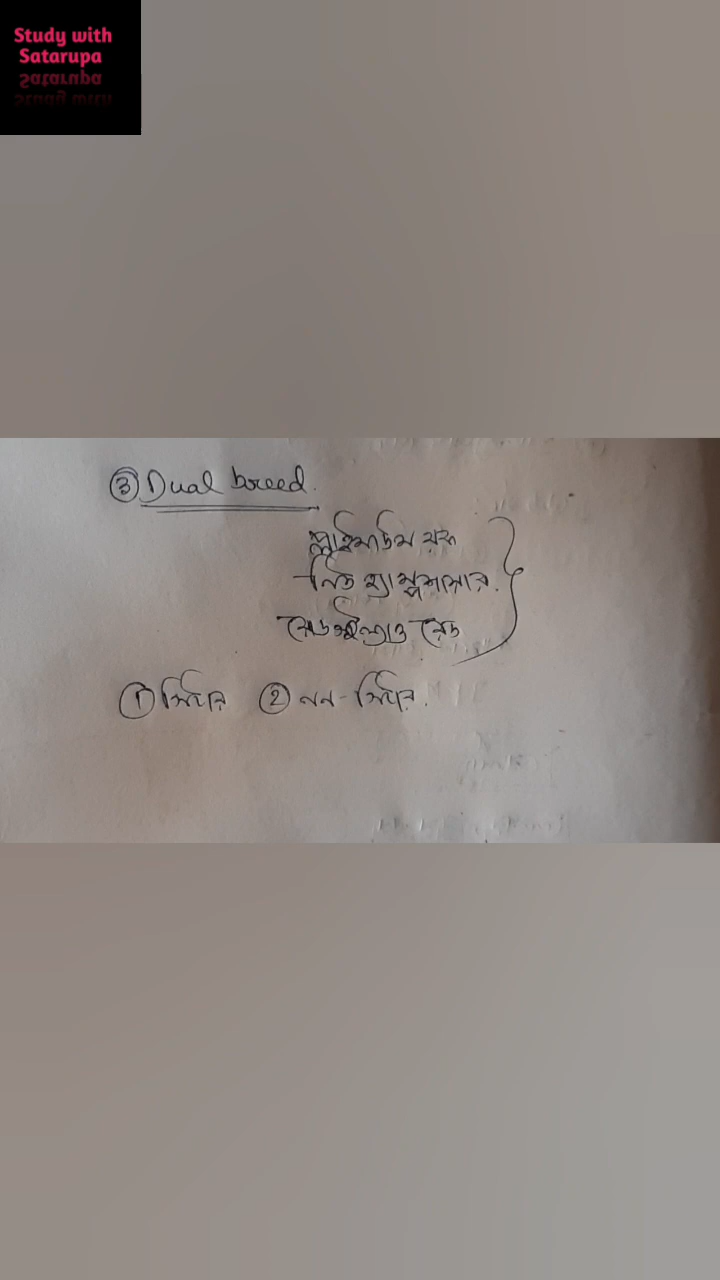 Study with
Satarupa
③ Dual breed.
প্লাইমাউথ রক
নিউ হ্যাম্পশায়ার.
রোড আইল্যাণ্ড রেড
① সিটার ② নন-সিটার.